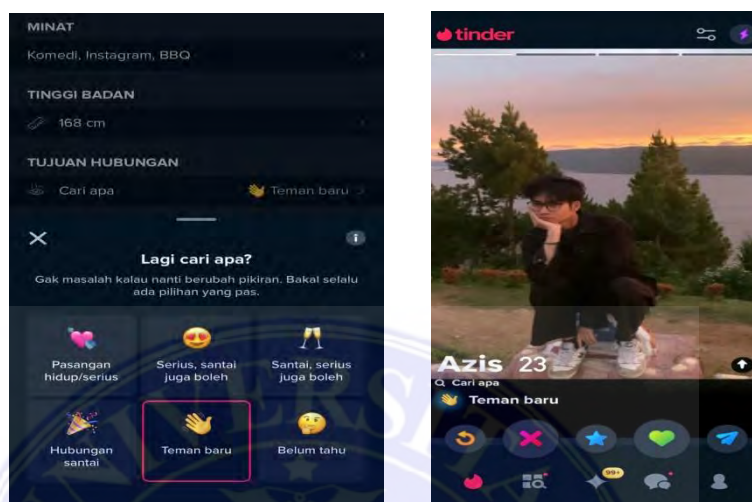 MINAT
Komedi, Instagram, BBQ
TINGGI BADAN
168 cm
TUJUAN HUBUNGAN
Cari apa
Teman baru
Lagi cari apa?
Gak masalah kalau nanti berubah pikiran. Bakal selalu
ada pilihan yang pas.
Pasangan
hidup/serius
Serius, santai
juga boleh
Santai, serius
juga boleh
Hubungan
santai
Teman baru
Belum tahu
tinder
Azis 23
Cari apa
Teman baru
99+
UNIVERSIT